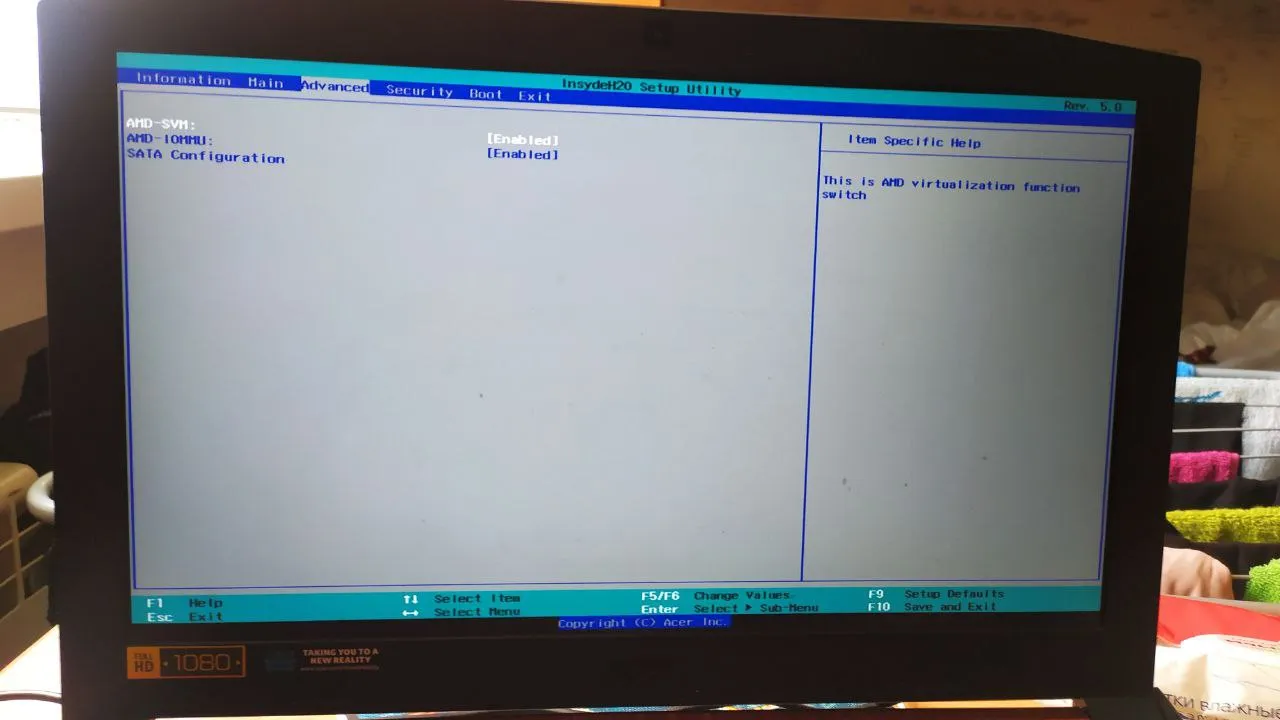 InsydeH20 Setup Utility
Rev. 5.0
Information Main Advanced Security Boot Exit
AMD-SVM: [Enabled]
AMD-IOMMU: [Enabled]
SATA Configuration
Item Specific Help
This is AMD virtualization function
switch
F1 Help ↑↓ Select Item F5/F6 Change Values F9 Setup Defaults
Esc Exit ←→ Select Menu Enter Select ▶ Sub-Menu F10 Save and Exit
Copyright (C) Acer Inc.
FULL
HD
1080
TAKING YOU TO A
NEW REALITY
ТКИ ВЛАЖНЫЕ